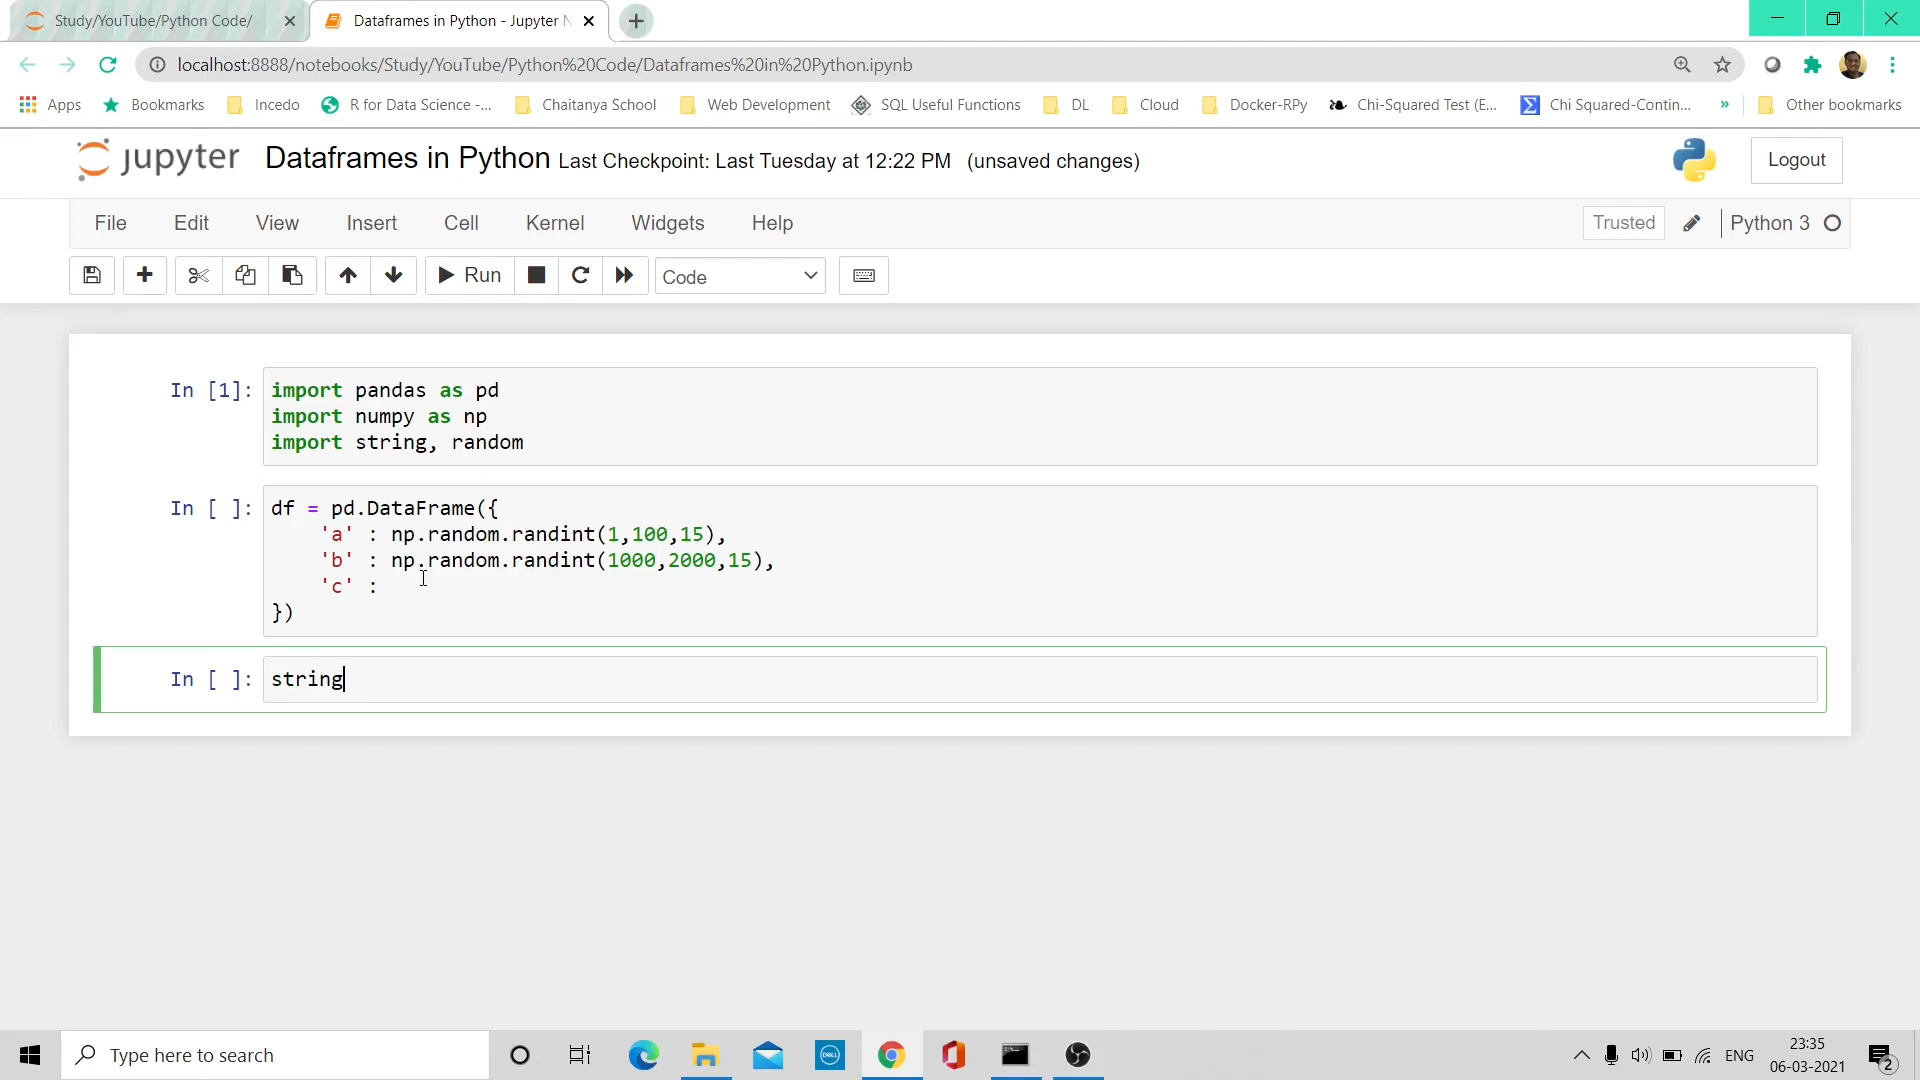 Study/YouTube/Python Code/
Dataframes in Python - Jupyter N
localhost:8888/notebooks/Study/YouTube/Python%20Code/Dataframes%20in%20Python.ipynb
Apps Bookmarks Incedo R for Data Science -... Chaitanya School Web Development SQL Useful Functions DL Cloud Docker-RPy Chi-Squared Test (E... Chi Squared-Contin... » Other bookmarks
jupyter Dataframes in Python Last Checkpoint: Last Tuesday at 12:22 PM (unsaved changes) Logout
File Edit View Insert Cell Kernel Widgets Help Trusted Python 3
Run Code
In [1]: import pandas as pd
import numpy as np
import string, random
In [ ]: df = pd.DataFrame({
'a' : np.random.randint(1,100,15),
'b' : np.random.randint(1000,2000,15),
'c' :
})
In [ ]: string
Type here to search
DELL
ENG
23:35
06-03-2021
2